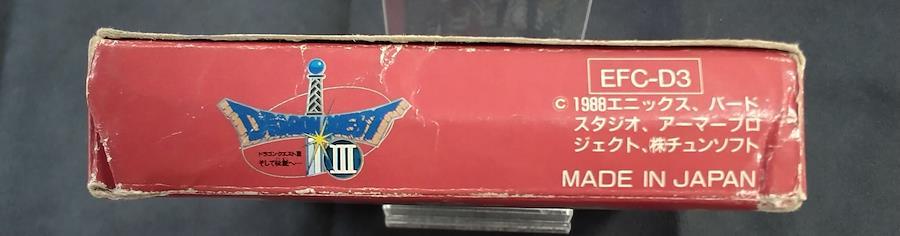 DRAGON QUEST
III
ドラゴンクエストⅢ
そして伝説へ…
EFC-D3
© 1988エニックス、バード
スタジオ、アーマープロ
ジェクト、㈱チュンソフト
MADE IN JAPAN